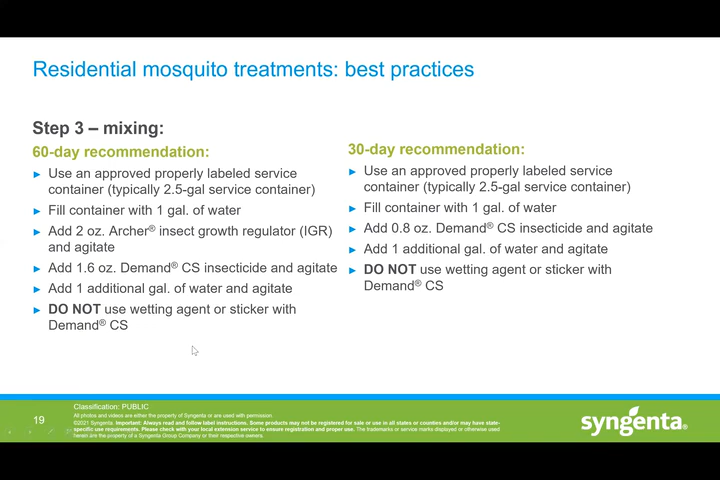 Residential mosquito treatments: best practices
Step 3 – mixing:
60-day recommendation:
► Use an approved properly labeled service
container (typically 2.5-gal service container)
► Fill container with 1 gal. of water
► Add 2 oz. Archer® insect growth regulator (IGR)
and agitate
► Add 1.6 oz. Demand® CS insecticide and agitate
► Add 1 additional gal. of water and agitate
► DO NOT use wetting agent or sticker with
Demand® CS
30-day recommendation:
► Use an approved properly labeled service
container (typically 2.5-gal service container)
► Fill container with 1 gal. of water
► Add 0.8 oz. Demand® CS insecticide and agitate
► Add 1 additional gal. of water and agitate
► DO NOT use wetting agent or sticker with
Demand® CS
19
Classification: PUBLIC
All photos and videos are either the property of Syngenta or are used with permission.
©2021 Syngenta. Important: Always read and follow label instructions. Some products may not be registered for sale or use in all states or counties and/or may have state-
specific use requirements. Please check with your local extension service to ensure registration and proper use. The trademarks or service marks displayed or otherwise used
herein are the property of a Syngenta Group Company or their respective owners.
syngenta®